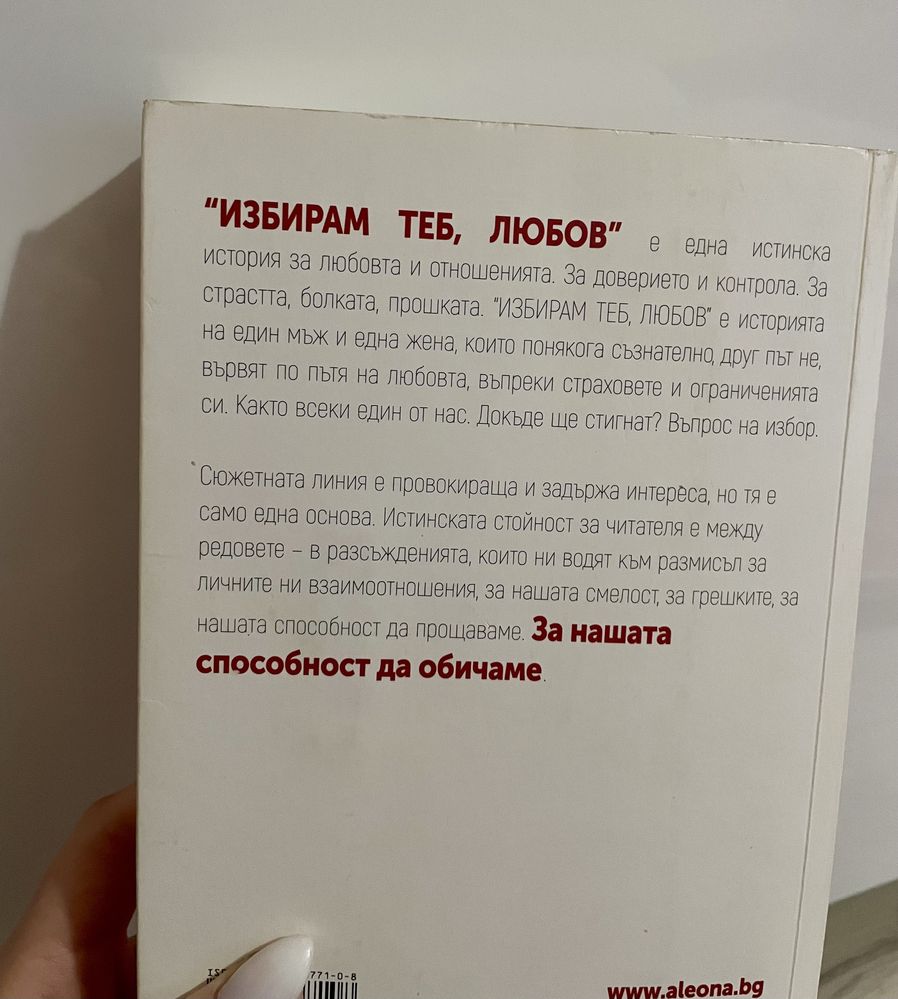 “ИЗБИРАМ ТЕБ, ЛЮБОВ” е една истинска
история за любовта и отношенията. За доверието и контрола. За
страстта, болката, прошката. “ИЗБИРАМ ТЕБ, ЛЮБОВ” е историята
на един мъж и една жена, които понякога съзнателно, друг път не,
вървят по пътя на любовта, въпреки страховете и ограниченията
си. Както всеки един от нас. Докъде ще стигнат? Въпрос на избор.
Сюжетната линия е провокираща и задържа интереса, но тя е
само една основа. Истинската стойност за читателя е между
редовете – в разсъжденията, които ни водят към размисъл за
личните ни взаимоотношения, за нашата смелост, за грешките, за
нашата способност да прощаваме. За нашата
способност да обичаме.
771-0-8
www.aleona.bg